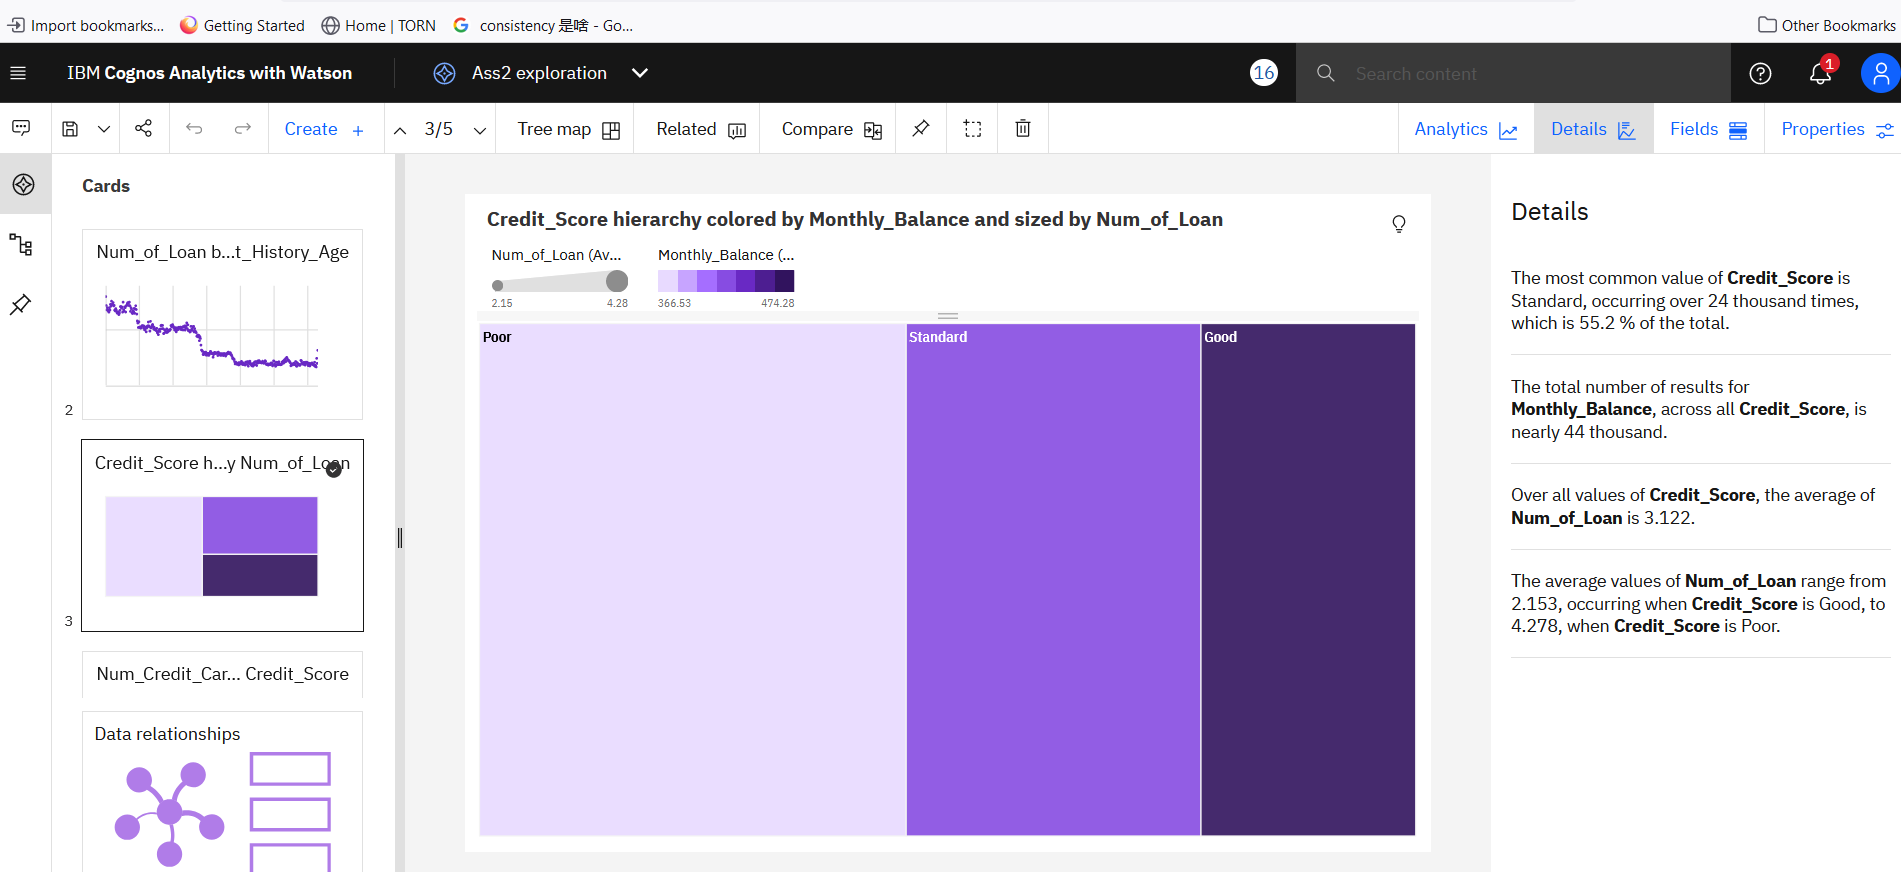 Import bookmarks...
Getting Started
Home | TORN
consistency 是啥 - Go...
Other Bookmarks
IBM Cognos Analytics with Watson
Ass2 exploration
16
Search content
1
Create +
3/5
Tree map
Related
Compare
Analytics
Details
Fields
Properties
Cards
Num_of_Loan b...t_History_Age
2
Credit_Score h...y Num_of_Loan
3
Num_Credit_Car... Credit_Score
Data relationships
Credit_Score hierarchy colored by Monthly_Balance and sized by Num_of_Loan
Num_of_Loan (Av...
2.15
4.28
Monthly_Balance (...
366.53
474.28
Poor
Standard
Good
Details
The most common value of Credit_Score is
Standard, occurring over 24 thousand times,
which is 55.2 % of the total.
The total number of results for
Monthly_Balance, across all Credit_Score, is
nearly 44 thousand.
Over all values of Credit_Score, the average of
Num_of_Loan is 3.122.
The average values of Num_of_Loan range from
2.153, occurring when Credit_Score is Good, to
4.278, when Credit_Score is Poor.